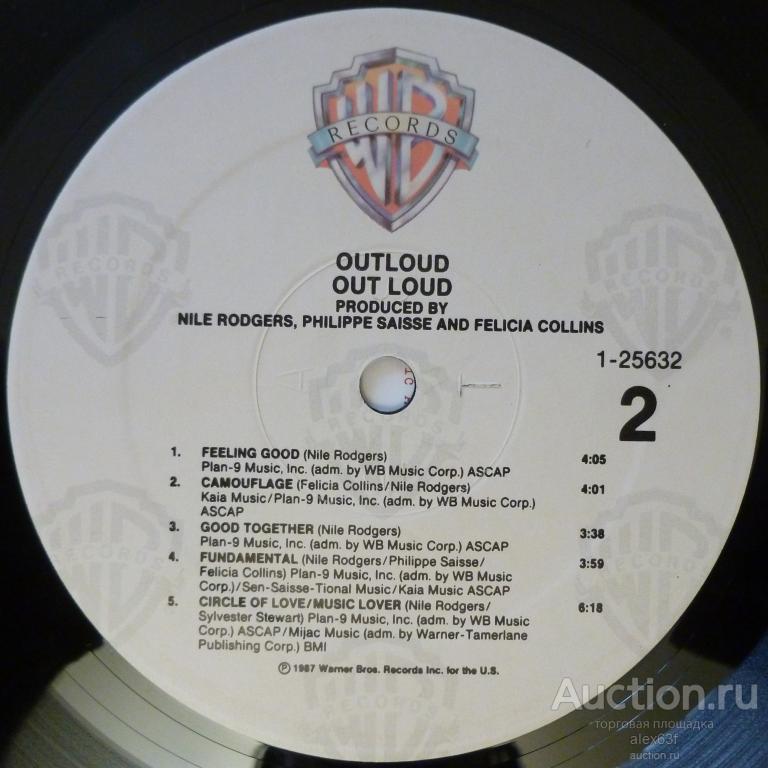 RECORDS
OUTLOUD
OUT LOUD
PRODUCED BY
NILE RODGERS, PHILIPPE SAISSE AND FELICIA COLLINS
1-25632
2
1. FEELING GOOD (Nile Rodgers) 4:05
Plan-9 Music, Inc. (adm. by WB Music Corp.) ASCAP
2. CAMOUFLAGE (Felicia Collins/Nile Rodgers) 4:01
Kaia Music/Plan-9 Music, Inc. (adm. by WB Music Corp.)
ASCAP
3. GOOD TOGETHER (Nile Rodgers) 3:38
Plan-9 Music, Inc. (adm. by WB Music Corp.) ASCAP
4. FUNDAMENTAL (Nile Rodgers/Philippe Saisse/ 3:59
Felicia Collins) Plan-9 Music, Inc. (adm. by WB Music
Corp.)/Sen-Saisse-Tional Music/Kaia Music ASCAP
5. CIRCLE OF LOVE/MUSIC LOVER (Nile Rodgers/ 6:18
Sylvester Stewart) Plan-9 Music, Inc. (adm. by WB Music
Corp.) ASCAP/Mijac Music (adm. by Warner-Tamerlane
Publishing Corp.) BMI
℗ 1987 Warner Bros. Records Inc. for the U.S.
Auction.ru
торговая площадка
alex63f
auction.ru